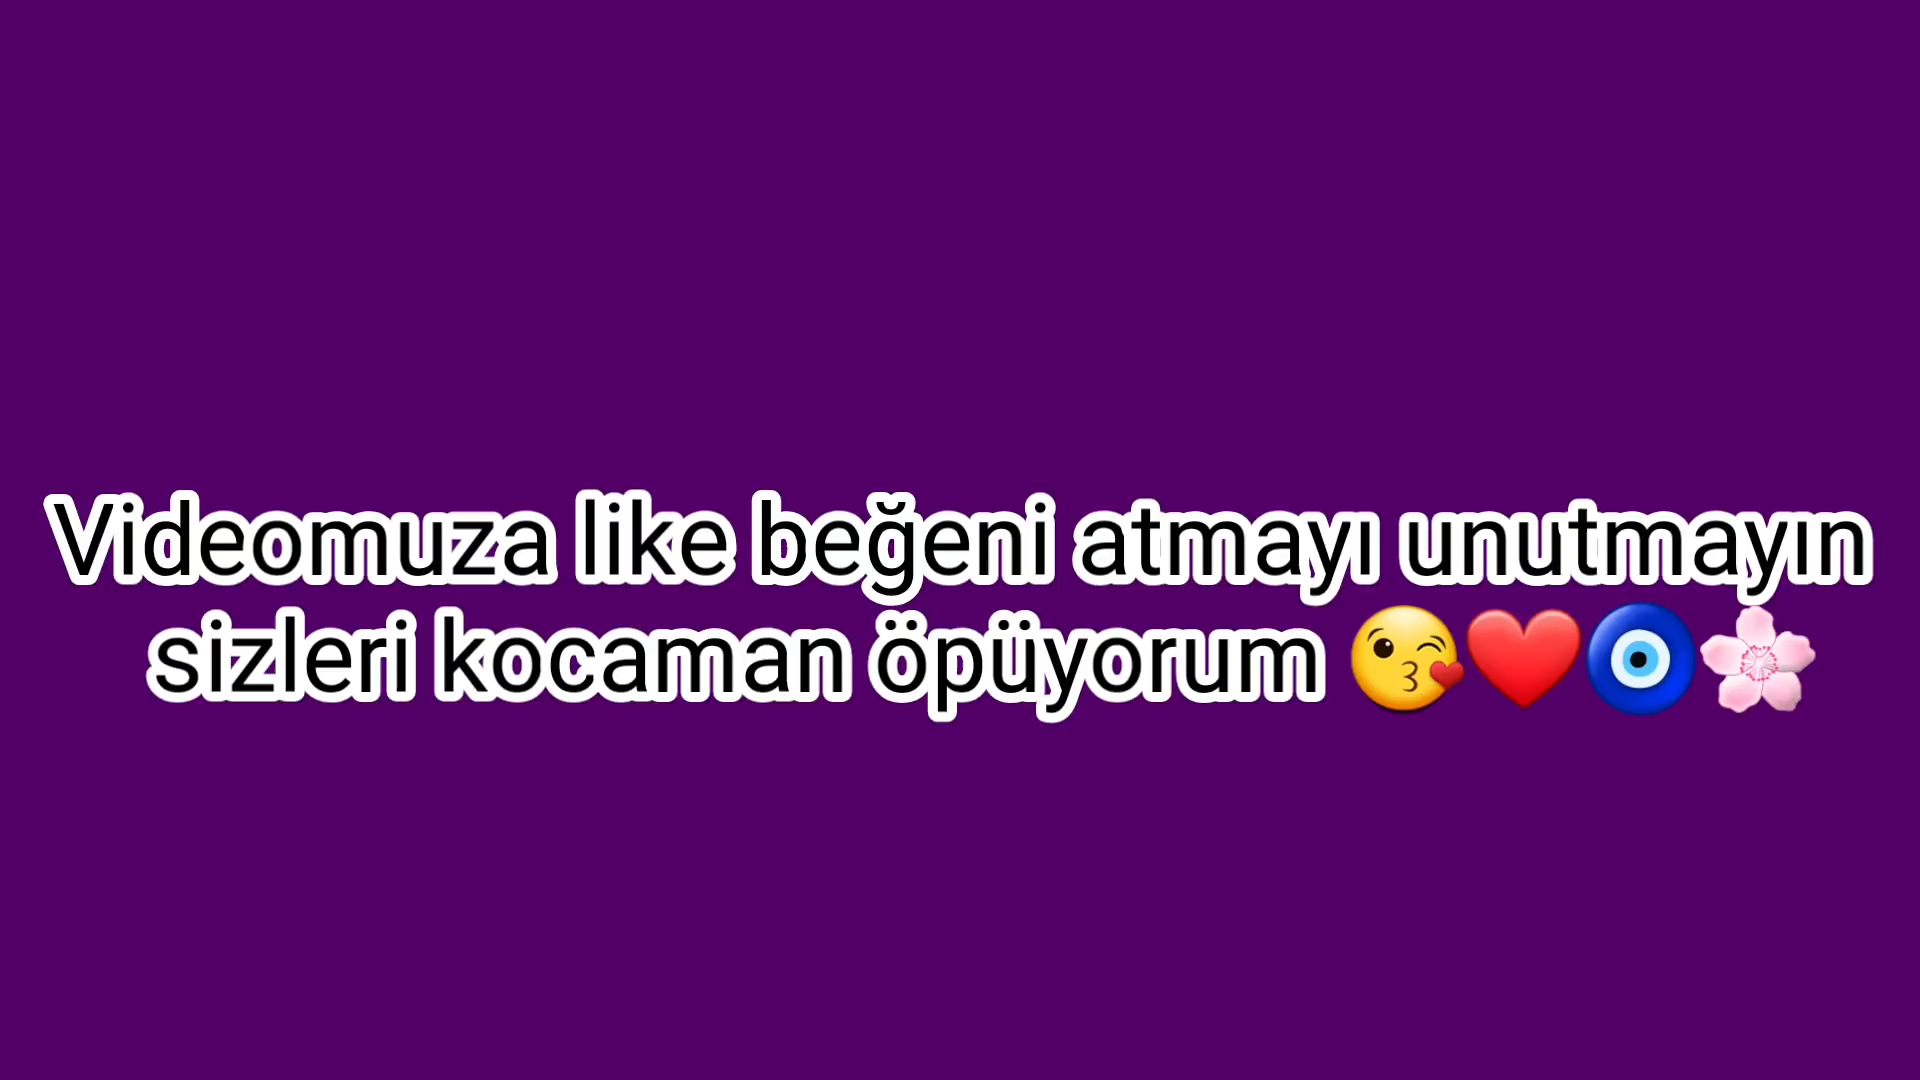 Videomuza like beğeni atmayı unutmayın
sizleri kocaman öpüyorum 😘❤️🧿🌸